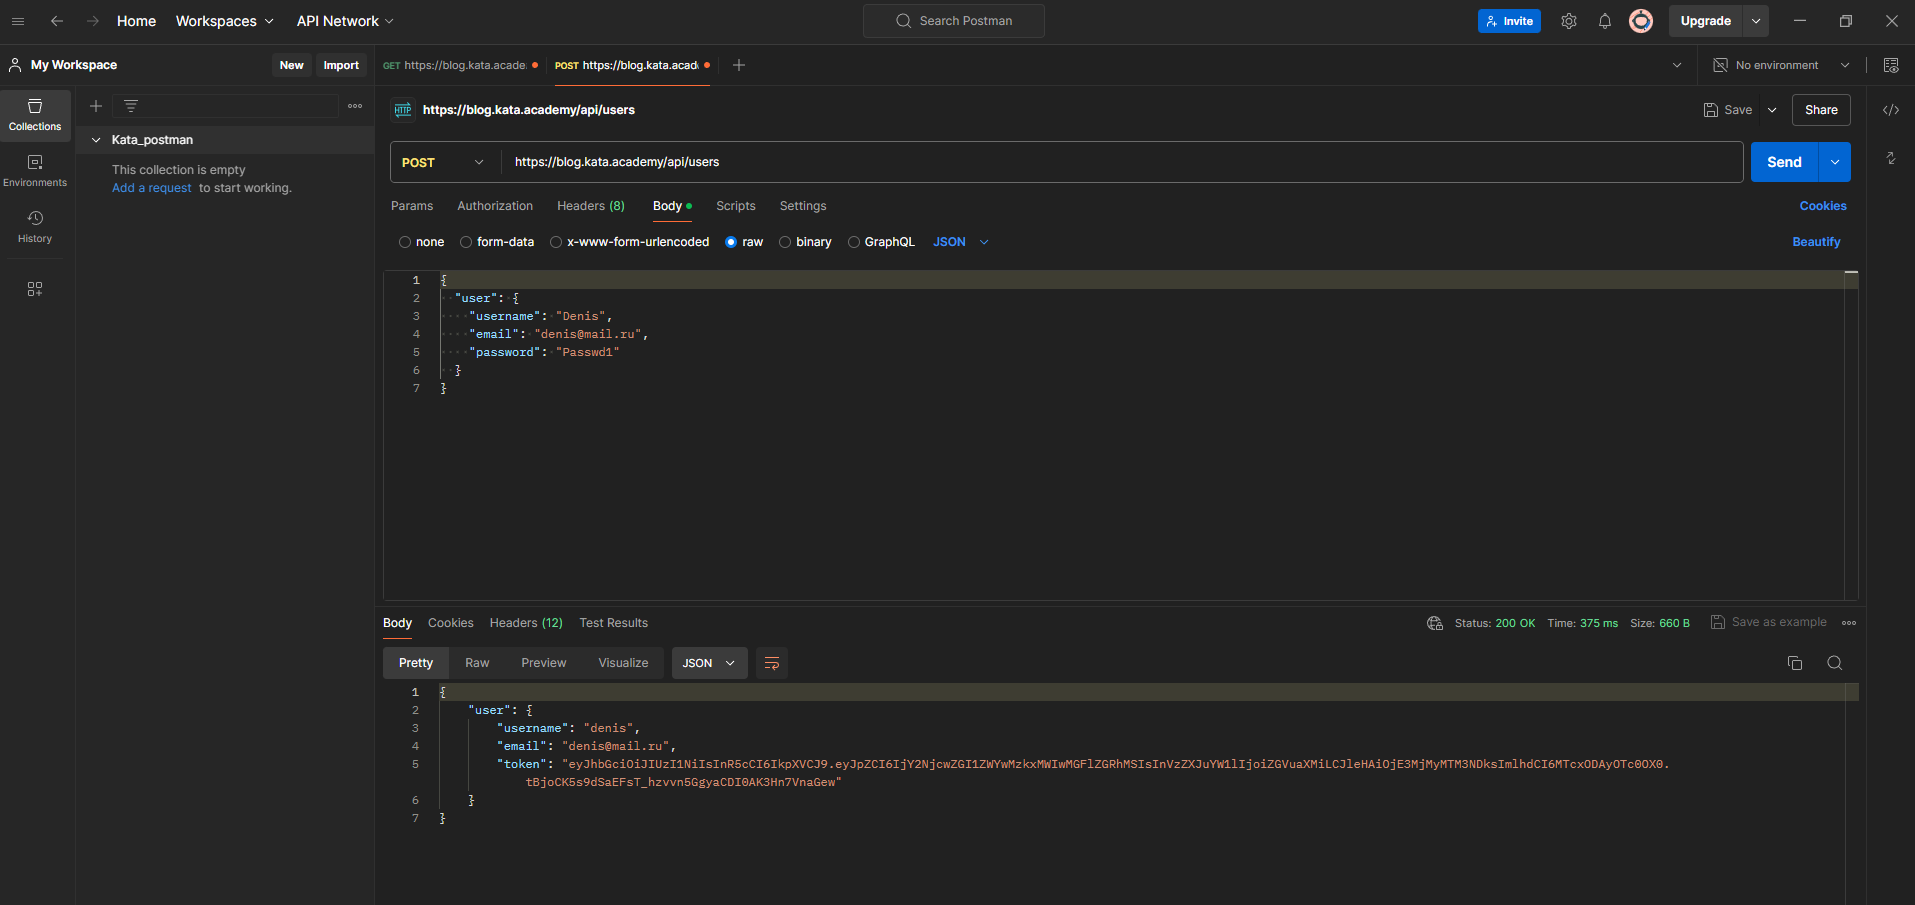 Home Workspaces API Network Search Postman Invite Upgrade
My Workspace New Import GET https://blog.kata.acade. POST https://blog.kata.acad No environment
Collections
https://blog.kata.academy/api/users Save Share
Kata_postman
This collection is empty
Add a request to start working.
Environments
History
POST https://blog.kata.academy/api/users Send
Params Authorization Headers (8) Body Scripts Settings Cookies
none form-data x-www-form-urlencoded raw binary GraphQL JSON Beautify
1 {
2 "user": {
3 "username": "Denis",
4 "email": "denis@mail.ru",
5 "password": "Passwd1"
6 }
7 }
Body Cookies Headers (12) Test Results Status: 200 OK Time: 375 ms Size: 660 B Save as example
Pretty Raw Preview Visualize JSON
1 {
2 "user": {
3 "username": "denis",
4 "email": "denis@mail.ru",
5 "token": "eyJhbGciOiJIUzI1NiIsInR5cCI6IkpXVCJ9.eyJpZCI6IjY2NjcwZGI1ZWYwMzkxMWIwMGFlZGRhMSIsInVzZXJuYW1lIjoiZGVuaXMiLCJleHAiOjE3MjMyMTM3NDksImlhdCI6MTcxODAyOTc0OX0.
tBjoCK5s9dSaEFsT_hzvvn5GgyaCDI0AK3Hn7VnaGew"
6 }
7 }